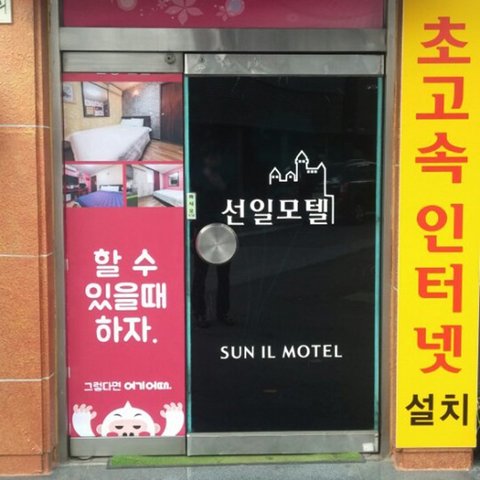 할 수
있을때
하자.
그렇다면 여기어때.
선일모텔
SUN IL MOTEL
초고속인터넷
설치